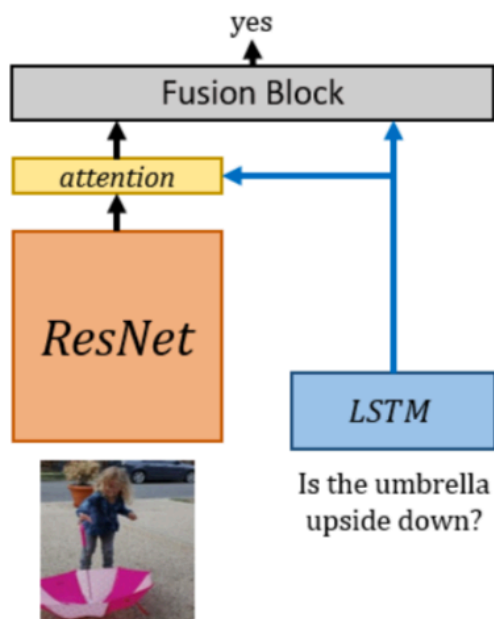 yes
Fusion Block
attention
ResNet
LSTM
Is the umbrella
upside down?